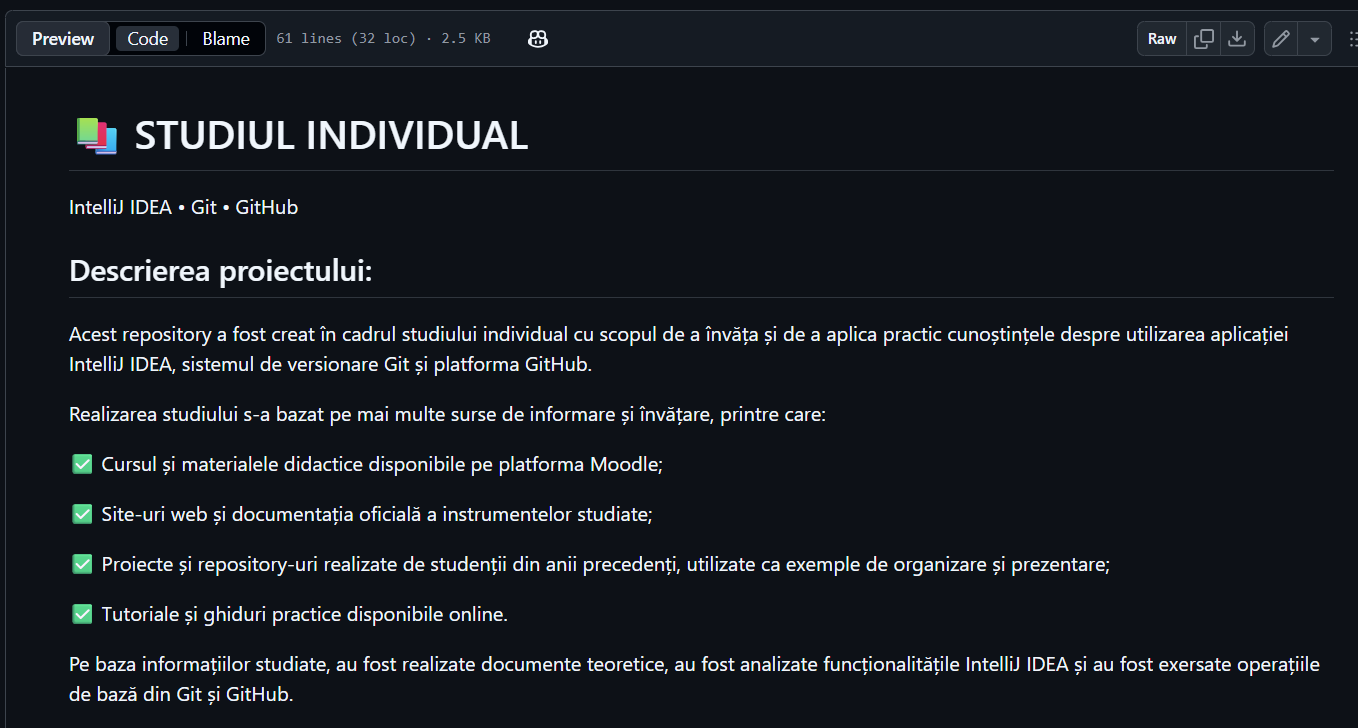 Preview Code Blame 61 lines (32 loc) · 2.5 KB Raw
📚 STUDIUL INDIVIDUAL
IntelliJ IDEA • Git • GitHub
Descrierea proiectului:
Acest repository a fost creat în cadrul studiului individual cu scopul de a învăța și de a aplica practic cunoștințele despre utilizarea aplicației
IntelliJ IDEA, sistemul de versionare Git și platforma GitHub.
Realizarea studiului s-a bazat pe mai multe surse de informare și învățare, printre care:
✅ Cursul și materialele didactice disponibile pe platforma Moodle;
✅ Site-uri web și documentația oficială a instrumentelor studiate;
✅ Proiecte și repository-uri realizate de studenții din anii precedenți, utilizate ca exemple de organizare și prezentare;
✅ Tutoriale și ghiduri practice disponibile online.
Pe baza informațiilor studiate, au fost realizate documente teoretice, au fost analizate funcționalitățile IntelliJ IDEA și au fost exersate operațiile
de bază din Git și GitHub.